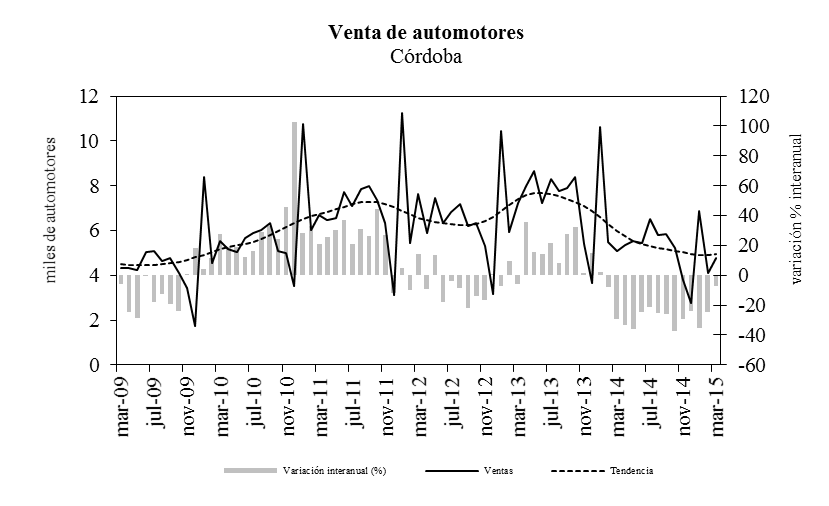 Venta de automotores
Córdoba
miles de automotores
12
10
8
6
4
2
0
120
100
80
60
40
20
0
-20
-40
-60
variación % interanual
mar-09
jul-09
nov-09
mar-10
jul-10
nov-10
mar-11
jul-11
nov-11
mar-12
jul-12
nov-12
mar-13
jul-13
nov-13
mar-14
jul-14
nov-14
mar-15
Variación interanual (%)
Ventas
Tendencia